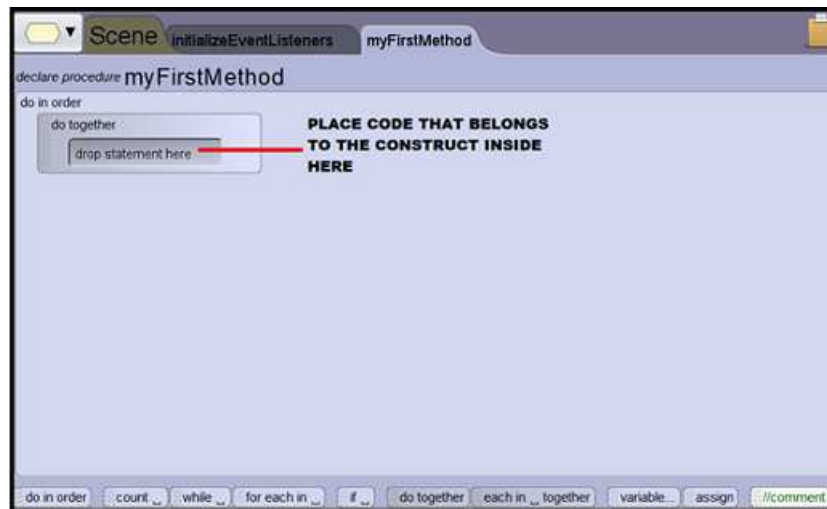 Scene initializeEventListeners myFirstMethod
declare procedure myFirstMethod
do in order
do together
drop statement here
PLACE CODE THAT BELONGS
TO THE CONSTRUCT INSIDE
HERE
do in order count _ while _ for each in _ if _ do together each in _ together variable... assign //comment